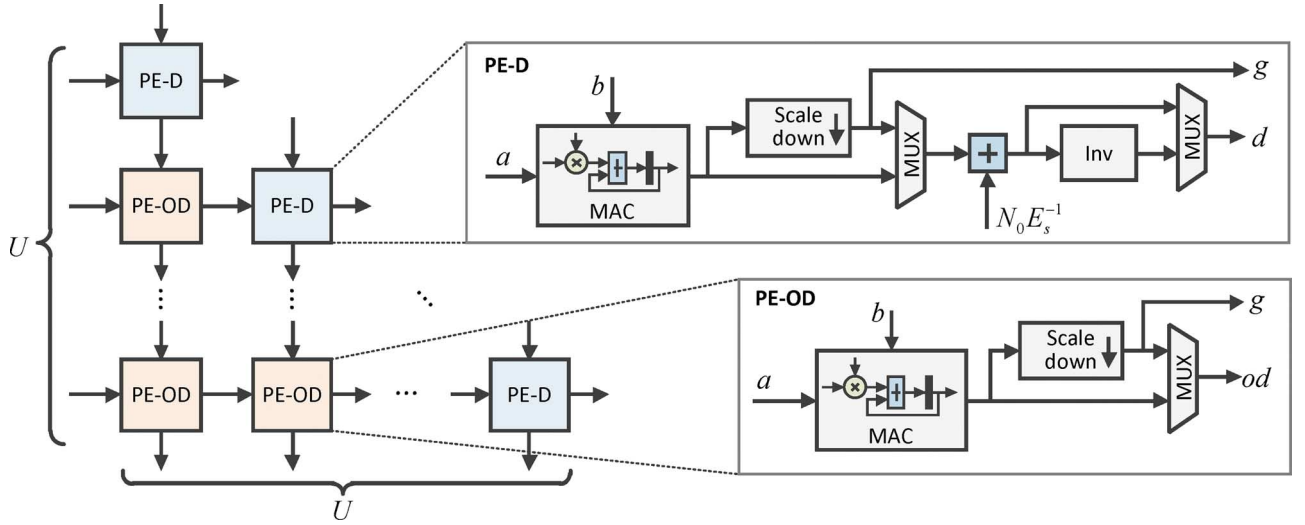 PE-D
PE-OD
PE-D
U
PE-OD
PE-OD
...
PE-D
U
PE-D
a
b
MAC
Scale
down
MUX
+
N₀Eₛ⁻¹
Inv
MUX
g
d
PE-OD
a
b
MAC
Scale
down
MUX
g
od